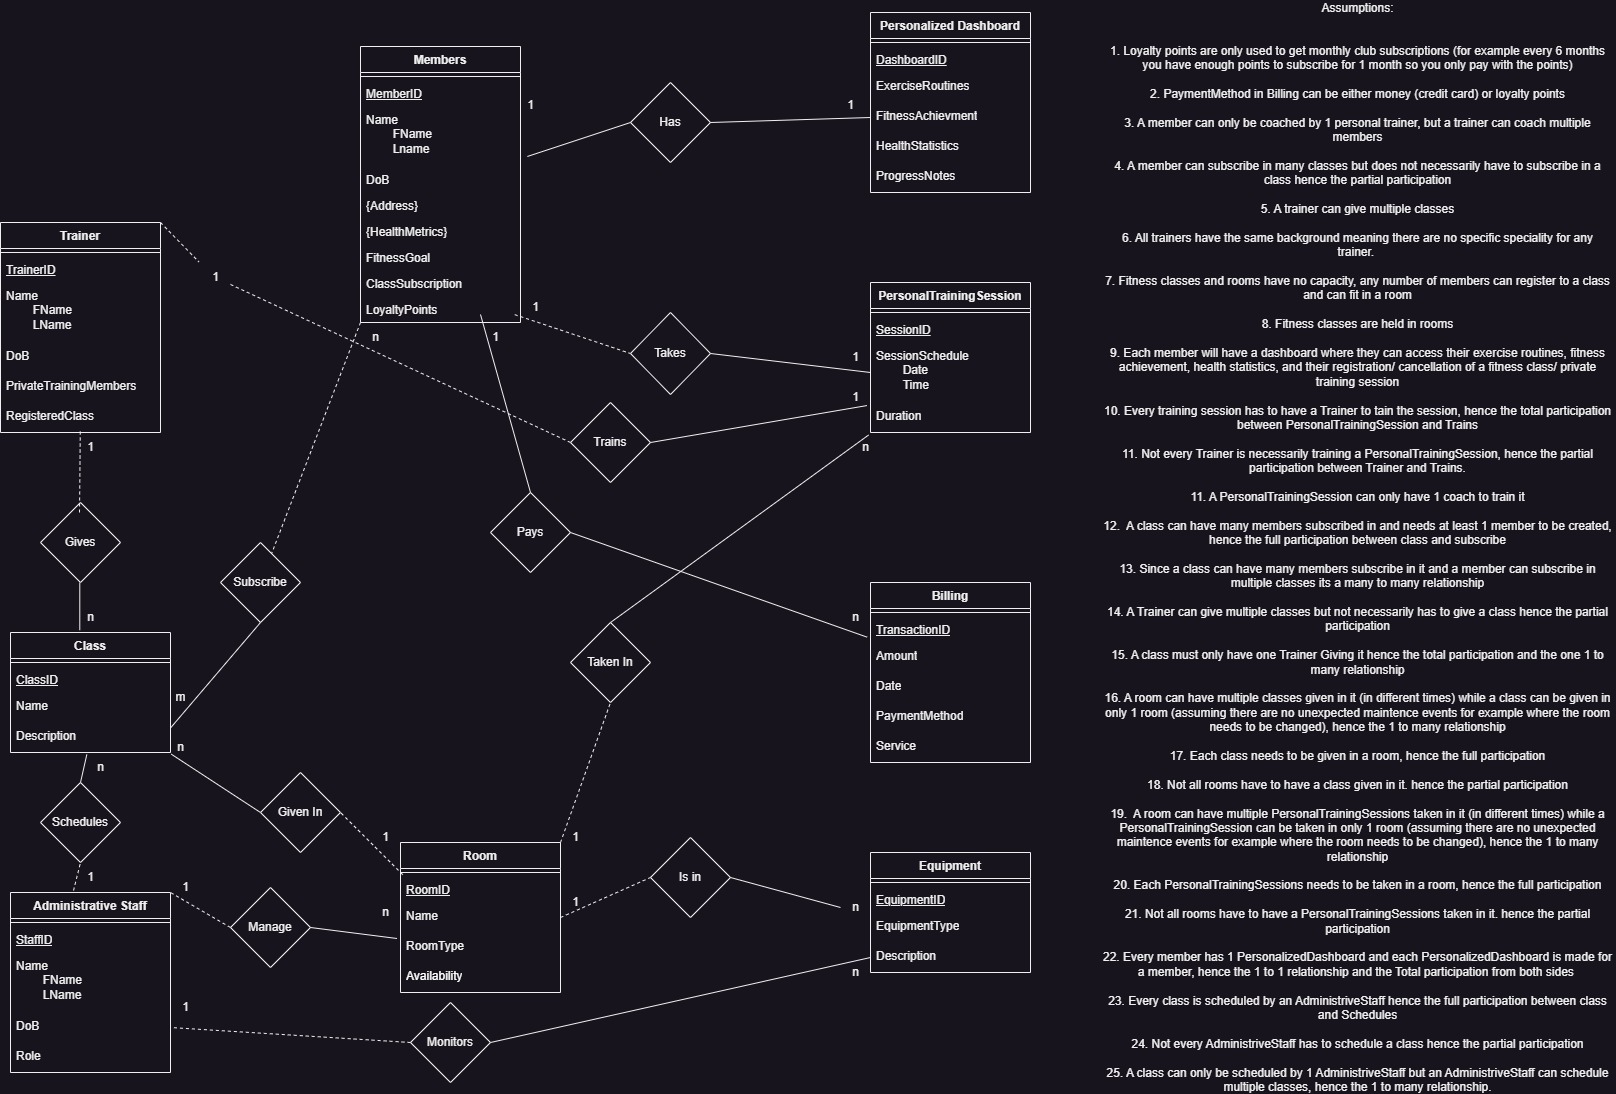 Members
MemberID
Name
FName
Lname
DoB
{Address}
{HealthMetrics}
FitnessGoal
ClassSubscription
LoyaltyPoints
1
Has
1
Personalized Dashboard
DashboardID
ExerciseRoutines
FitnessAchievment
HealthStatistics
ProgressNotes
Trainer
TrainerID
Name
FName
LName
DoB
PrivateTrainingMembers
RegisteredClass
1
n
1
1
Takes
1
Trains
1
PersonalTrainingSession
SessionID
SessionSchedule
Date
Time
Duration
n
1
Gives
n
Subscribe
m
Pays
n
Taken In
1
Billing
TransactionID
Amount
Date
PaymentMethod
Service
Class
ClassID
Name
Description
n
n
Schedules
1
Given In
1
Administrative Staff
StaffID
Name
FName
LName
DoB
Role
1
Manage
n
Room
RoomID
Name
RoomType
Availability
1
Is in
n
Equipment
EquipmentID
EquipmentType
Description
1
Monitors
n
Assumptions:
1. Loyalty points are only used to get monthly club subscriptions (for example every 6 months
you have enough points to subscribe for 1 month so you only pay with the points)
2. PaymentMethod in Billing can be either money (credit card) or loyalty points
3. A member can only be coached by 1 personal trainer, but a trainer can coach multiple
members
4. A member can subscribe in many classes but does not necessarily have to subscribe in a
class hence the partial participation
5. A trainer can give multiple classes
6. All trainers have the same background meaning there are no specific speciality for any
trainer.
7. Fitness classes and rooms have no capacity, any number of members can register to a class
and can fit in a room
8. Fitness classes are held in rooms
9. Each member will have a dashboard where they can access their exercise routines, fitness
achievement, health statistics, and their registration/ cancellation of a fitness class/ private
training session
10. Every training session has to have a Trainer to tain the session, hence the total participation
between PersonalTrainingSession and Trains
11. Not every Trainer is necessarily training a PersonalTrainingSession, hence the partial
participation between Trainer and Trains.
11. A PersonalTrainingSession can only have 1 coach to train it
12. A class can have many members subscribed in and needs at least 1 member to be created,
hence the full participation between class and subscribe
13. Since a class can have many members subscribe in it and a member can subscribe in
multiple classes its a many to many relationship
14. A Trainer can give multiple classes but not necessarily has to give a class hence the partial
participation
15. A class must only have one Trainer Giving it hence the total participation and the one 1 to
many relationship
16. A room can have multiple classes given in it (in different times) while a class can be given in
only 1 room (assuming there are no unexpected maintence events for example where the room
needs to be changed), hence the 1 to many relationship
17. Each class needs to be given in a room, hence the full participation
18. Not all rooms have to have a class given in it. hence the partial participation
19. A room can have multiple PersonalTrainingSessions taken in it (in different times) while a
PersonalTrainingSession can be taken in only 1 room (assuming there are no unexpected
maintence events for example where the room needs to be changed), hence the 1 to many
relationship
20. Each PersonalTrainingSessions needs to be taken in a room, hence the full participation
21. Not all rooms have to have a PersonalTrainingSessions taken in it. hence the partial
participation
22. Every member has 1 PersonalizedDashboard and each PersonalizedDashboard is made for
a member, hence the 1 to 1 relationship and the Total participation from both sides
23. Every class is scheduled by an AdministriveStaff hence the full participation between class
and Schedules
24. Not every AdministriveStaff has to schedule a class hence the partial participation
25. A class can only be scheduled by 1 AdministriveStaff but an AdministriveStaff can schedule
multiple classes, hence the 1 to many relationship.